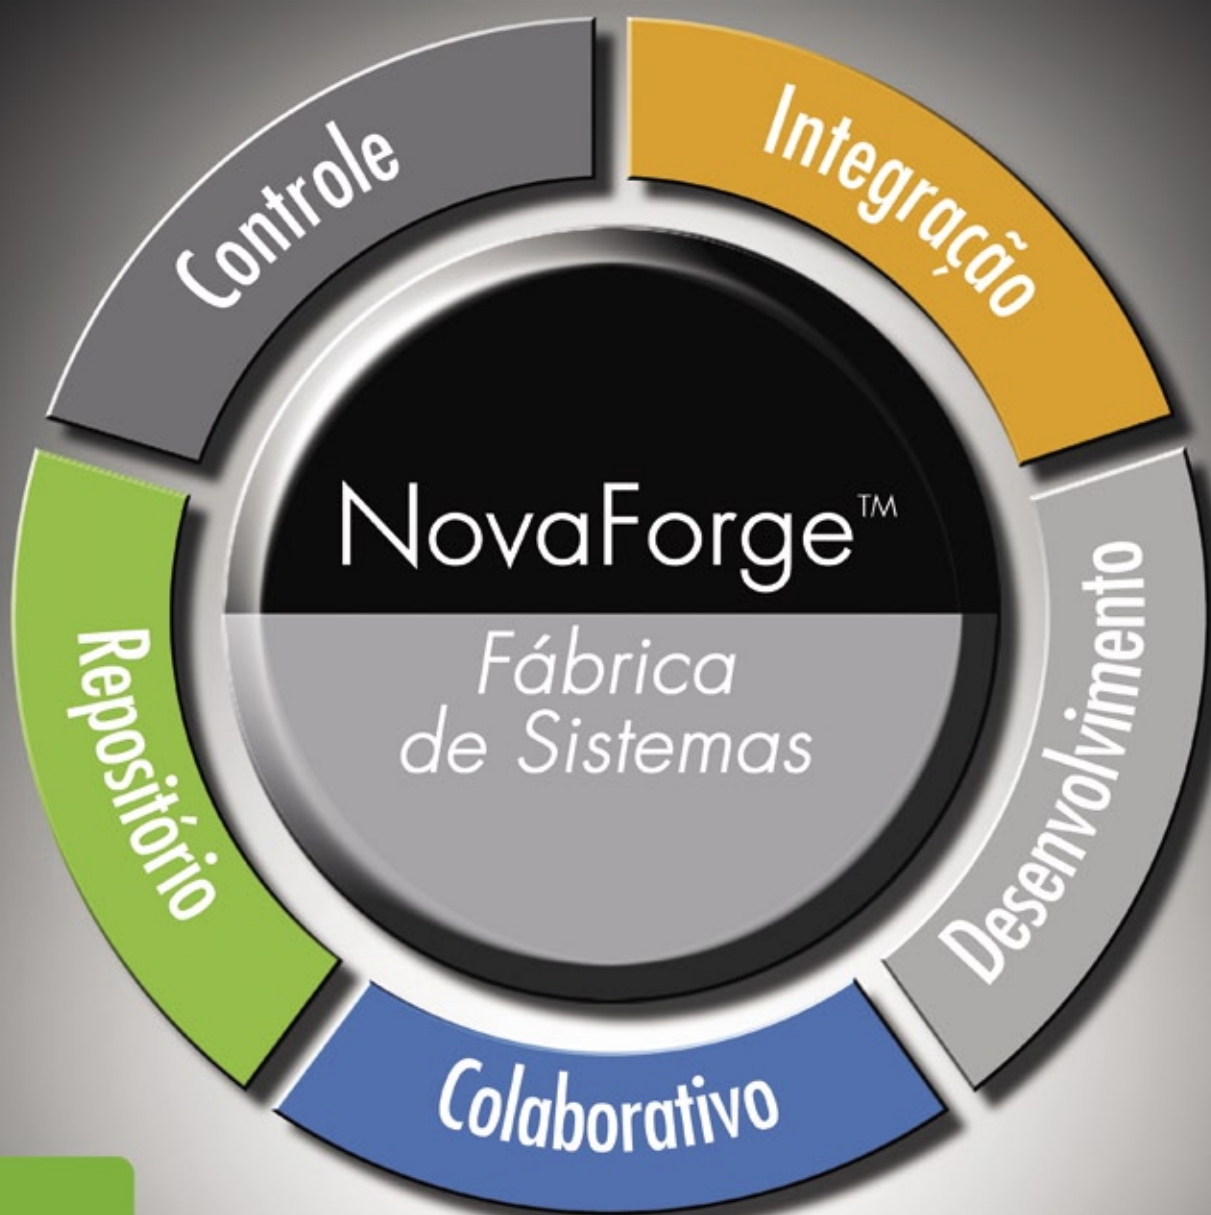 Controle
Integração
NovaForge™
Fábrica
de Sistemas
Desenvolvimento
Repositório
Colaborativo